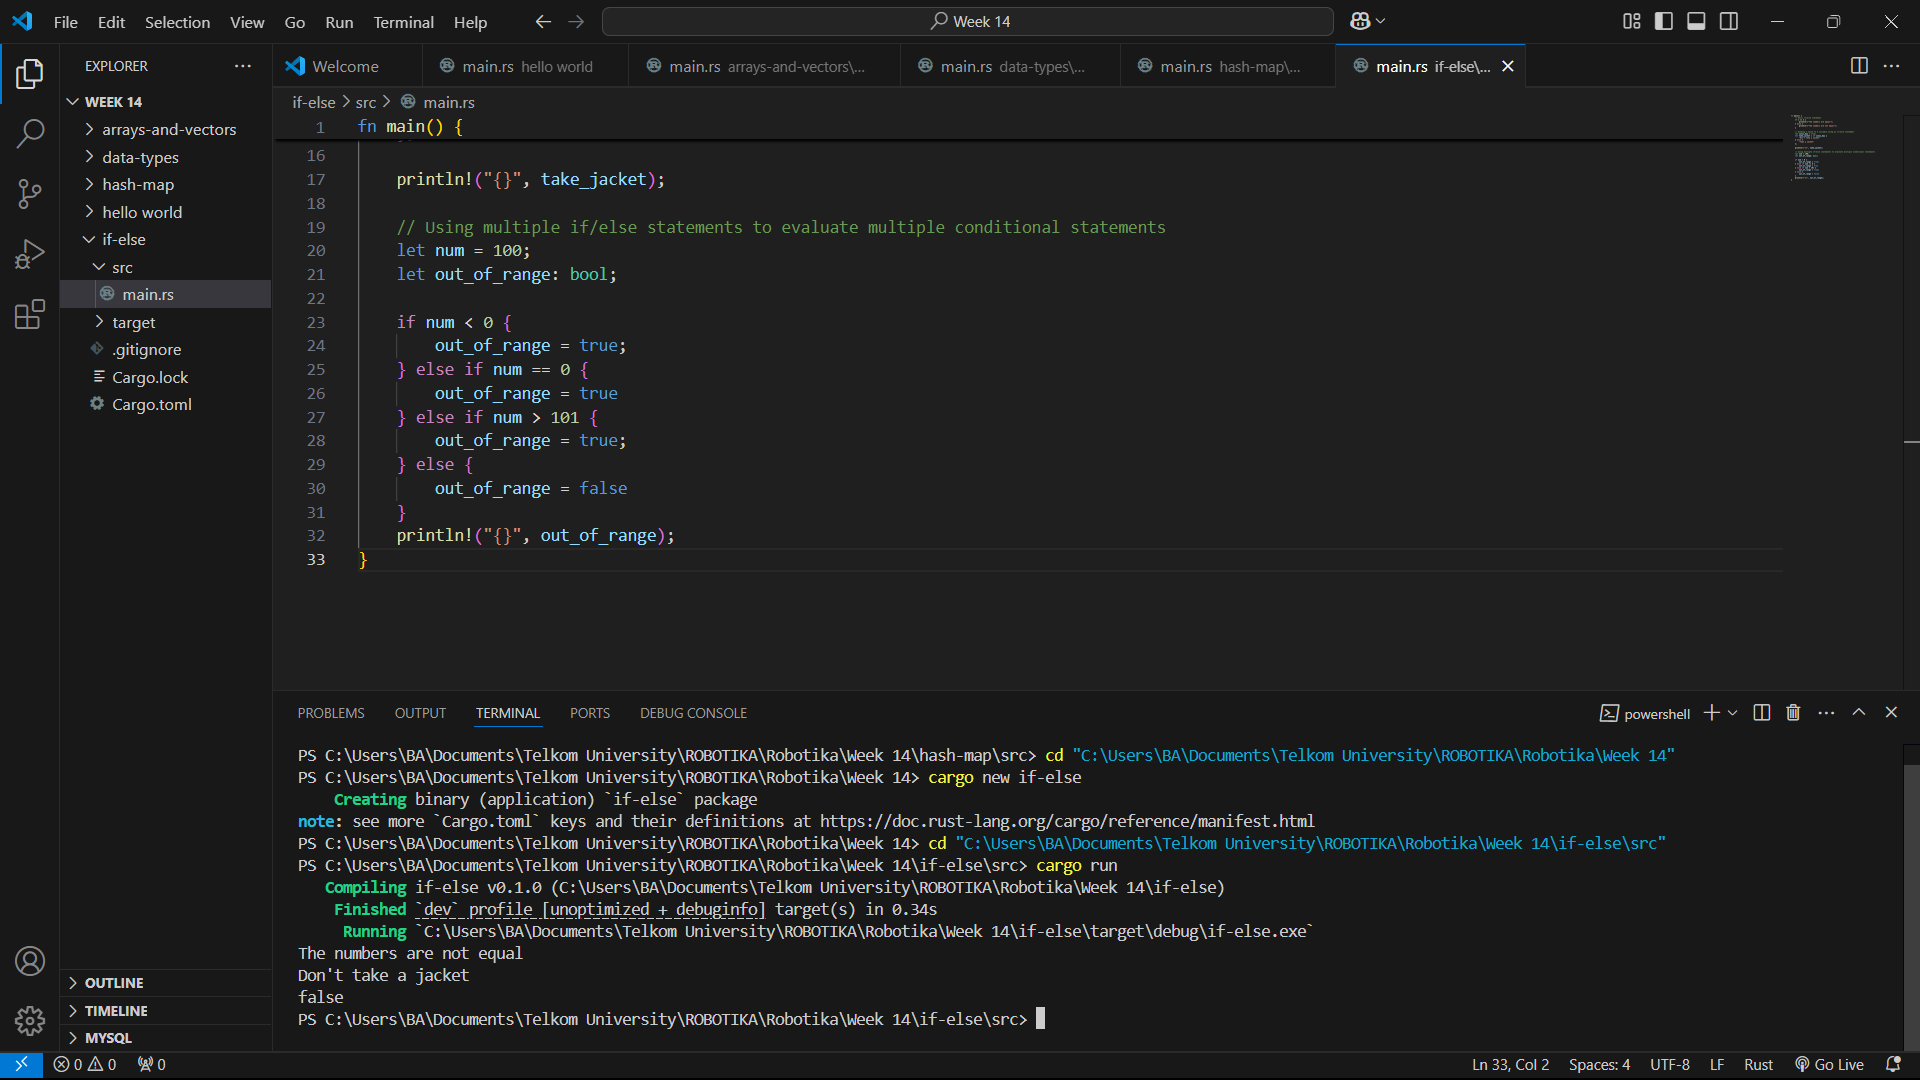 File Edit Selection View Go Run Terminal Help
Week 14
EXPLORER
WEEK 14
arrays-and-vectors
data-types
hash-map
hello world
if-else
src
main.rs
target
.gitignore
Cargo.lock
Cargo.toml
OUTLINE
TIMELINE
MYSQL
Welcome
main.rs hello world
main.rs arrays-and-vectors\...
main.rs data-types\...
main.rs hash-map\...
main.rs if-else\...
if-else > src > main.rs
1 fn main() {
16
17 println!("{}", take_jacket);
18
19 // Using multiple if/else statements to evaluate multiple conditional statements
20 let num = 100;
21 let out_of_range: bool;
22
23 if num < 0 {
24 out_of_range = true;
25 } else if num == 0 {
26 out_of_range = true
27 } else if num > 101 {
28 out_of_range = true;
29 } else {
30 out_of_range = false
31 }
32 println!("{}", out_of_range);
33 }
PROBLEMS OUTPUT TERMINAL PORTS DEBUG CONSOLE
powershell
PS C:\Users\BA\Documents\Telkom University\ROBOTIKA\Robotika\Week 14\hash-map\src> cd "C:\Users\BA\Documents\Telkom University\ROBOTIKA\Robotika\Week 14"
PS C:\Users\BA\Documents\Telkom University\ROBOTIKA\Robotika\Week 14> cargo new if-else
Creating binary (application) `if-else` package
note: see more `Cargo.toml` keys and their definitions at https://doc.rust-lang.org/cargo/reference/manifest.html
PS C:\Users\BA\Documents\Telkom University\ROBOTIKA\Robotika\Week 14> cd "C:\Users\BA\Documents\Telkom University\ROBOTIKA\Robotika\Week 14\if-else\src"
PS C:\Users\BA\Documents\Telkom University\ROBOTIKA\Robotika\Week 14\if-else\src> cargo run
Compiling if-else v0.1.0 (C:\Users\BA\Documents\Telkom University\ROBOTIKA\Robotika\Week 14\if-else)
Finished `dev` profile [unoptimized + debuginfo] target(s) in 0.34s
Running `C:\Users\BA\Documents\Telkom University\ROBOTIKA\Robotika\Week 14\if-else\target\debug\if-else.exe`
The numbers are not equal
Don't take a jacket
false
PS C:\Users\BA\Documents\Telkom University\ROBOTIKA\Robotika\Week 14\if-else\src>
0 0 0
Ln 33, Col 2 Spaces: 4 UTF-8 LF Rust Go Live